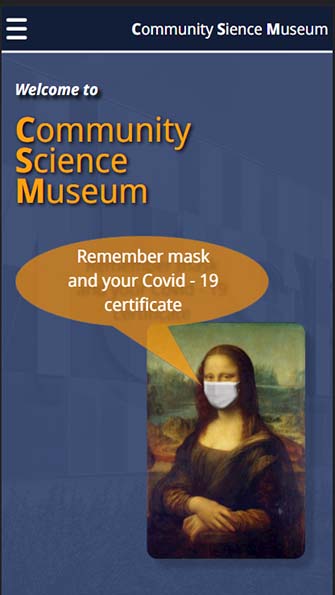 Community Sience Museum
Welcome to
Community
Science
Museum
Remember mask
and your Covid - 19
certificate